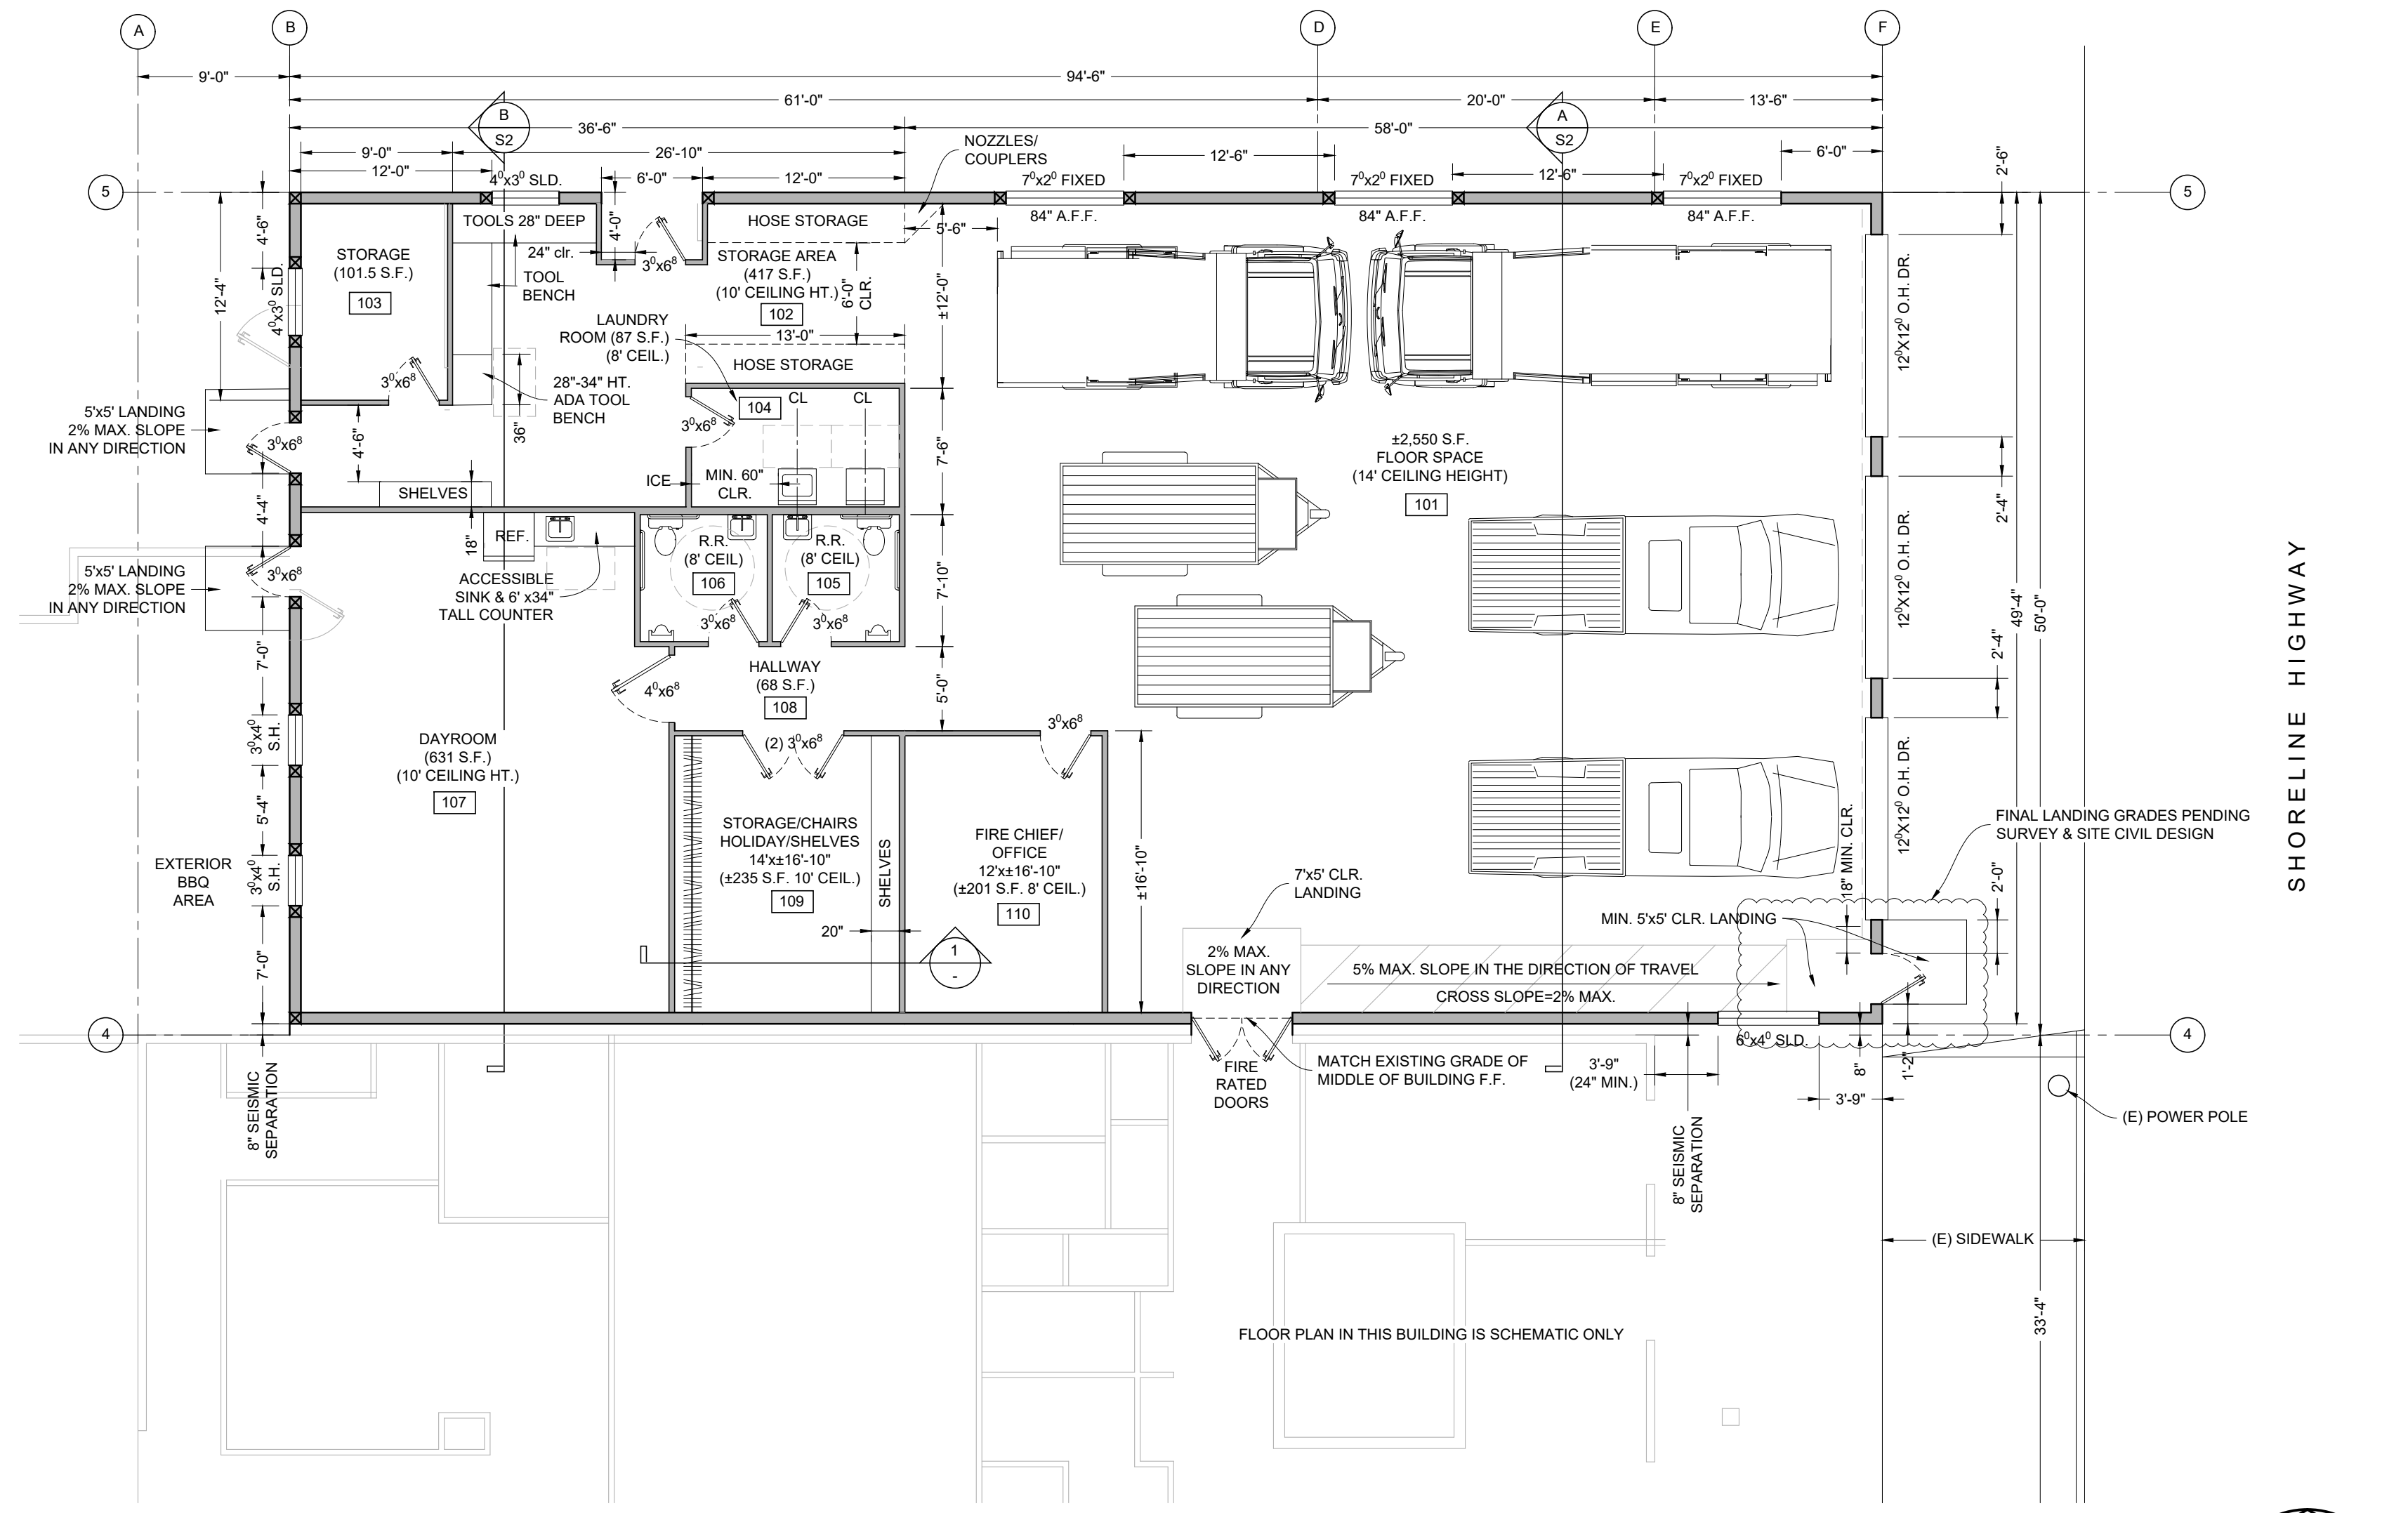 A
B
D
E
F
9'-0"
94'-6"
61'-0"
20'-0"
13'-6"
B
S2
36'-6"
58'-0"
A
S2
9'-0"
26'-10"
12'-0"
6'-0"
12'-0"
NOZZLES/
COUPLERS
12'-6"
12'-6"
6'-0"
2'-6"
5
5
4⁰x3⁰ SLD.
7⁰x2⁰ FIXED
84" A.F.F.
7⁰x2⁰ FIXED
84" A.F.F.
7⁰x2⁰ FIXED
84" A.F.F.
4'-6"
12'-4"
4⁰x3⁰ SLD.
STORAGE
(101.5 S.F.)
103
3⁰x6⁸
TOOLS 28" DEEP
24" clr.
4'-0"
3⁰x6⁸
TOOL
BENCH
HOSE STORAGE
5'-6"
STORAGE AREA
(417 S.F.)
(10' CEILING HT.)
102
6'-0"
CLR.
±12'-0"
13'-0"
HOSE STORAGE
LAUNDRY
ROOM (87 S.F.)
(8' CEIL.)
28"-34" HT.
ADA TOOL
BENCH
36"
104
CL
CL
3⁰x6⁸
7'-6"
ICE
MIN. 60"
CLR.
5'x5' LANDING
2% MAX. SLOPE
IN ANY DIRECTION
3⁰x6⁸
4'-6"
4'-4"
SHELVES
18"
REF.
5'x5' LANDING
2% MAX. SLOPE
IN ANY DIRECTION
3⁰x6⁸
ACCESSIBLE
SINK & 6' x34"
TALL COUNTER
R.R.
(8' CEIL)
106
3⁰x6⁸
R.R.
(8' CEIL)
105
3⁰x6⁸
7'-10"
7'-0"
4⁰x6⁸
HALLWAY
(68 S.F.)
108
5'-0"
(2) 3⁰x6⁸
3⁰x6⁸
±2,550 S.F.
FLOOR SPACE
(14' CEILING HEIGHT)
101
12⁰X12⁰ O.H. DR.
2'-4"
12⁰X12⁰ O.H. DR.
2'-4"
12⁰X12⁰ O.H. DR.
49'-4"
50'-0"
SHORELINE HIGHWAY
3⁰x4⁰
S.H.
5'-4"
3⁰x4⁰
S.H.
7'-0"
DAYROOM
(631 S.F.)
(10' CEILING HT.)
107
EXTERIOR
BBQ
AREA
STORAGE/CHAIRS
HOLIDAY/SHELVES
14'x±16'-10"
(±235 S.F. 10' CEIL.)
109
SHELVES
20"
FIRE CHIEF/
OFFICE
12'x±16'-10"
(±201 S.F. 8' CEIL.)
110
±16'-10"
1
-
7'x5' CLR.
LANDING
2% MAX.
SLOPE IN ANY
DIRECTION
5% MAX. SLOPE IN THE DIRECTION OF TRAVEL
CROSS SLOPE=2% MAX.
18" MIN. CLR.
MIN. 5'x5' CLR. LANDING
FINAL LANDING GRADES PENDING
SURVEY & SITE CIVIL DESIGN
2'-0"
4
4
8" SEISMIC
SEPARATION
FIRE
RATED
DOORS
MATCH EXISTING GRADE OF
MIDDLE OF BUILDING F.F.
3'-9"
(24" MIN.)
6⁰x4⁰ SLD.
8"
1'-2"
3'-9"
8" SEISMIC
SEPARATION
(E) POWER POLE
(E) SIDEWALK
33'-4"
FLOOR PLAN IN THIS BUILDING IS SCHEMATIC ONLY